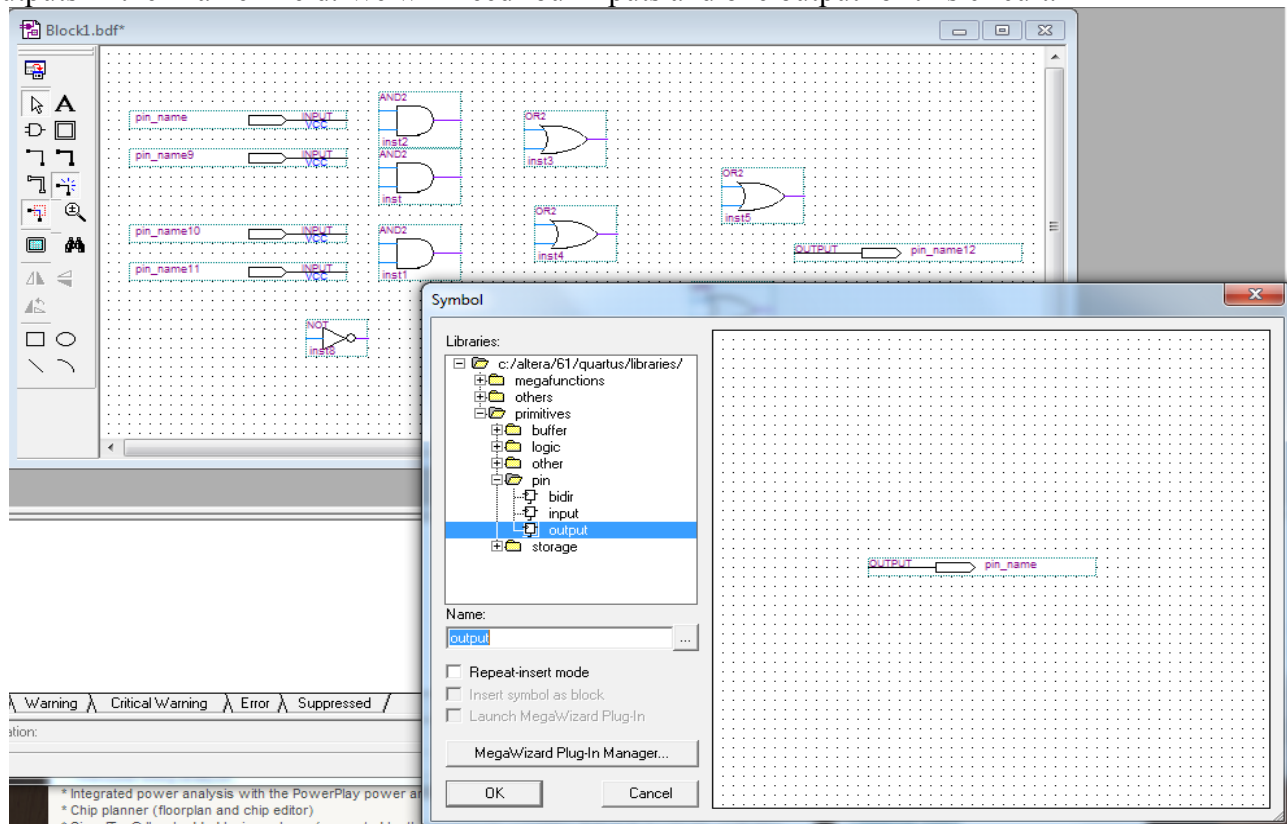 Block1.bdf*
A
AND2
pin_name INPUT
VCC
OR2
inst2
AND2
inst3
pin_name9 INPUT
VCC
OR2
inst
OR2
inst5
pin_name10 INPUT
VCC
AND2
OUTPUT pin_name12
inst4
pin_name11 INPUT
VCC
inst1
NOT
inst8
Symbol
Libraries:
c:/altera/61/quartus/libraries/
megafunctions
others
primitives
buffer
logic
other
pin
bidir
input
output
storage
OUTPUT pin_name
Name:
output
...
Repeat-insert mode
Insert symbol as block
Launch MegaWizard Plug-In
MegaWizard Plug-In Manager...
OK Cancel
Warning Critical Warning Error Suppressed
ation:
* Integrated power analysis with the PowerPlay power an
* Chip planner (floorplan and chip editor)